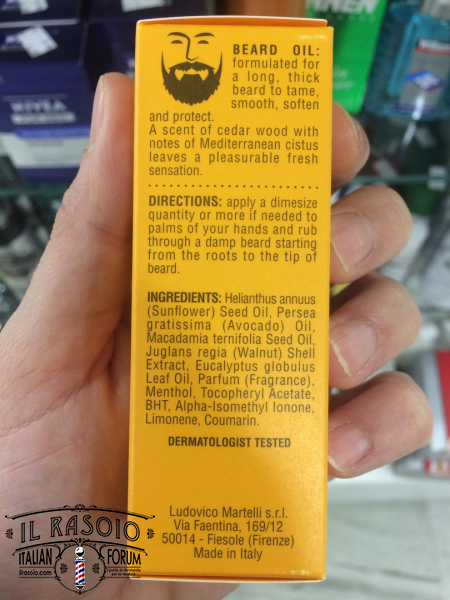 BEARD OIL:
formulated for
a long, thick
beard to tame,
smooth, soften
and protect.
A scent of cedar wood with
notes of Mediterranean cistus
leaves a pleasurable fresh
sensation.
DIRECTIONS: apply a dimesize
quantity or more if needed to
palms of your hands and rub
through a damp beard starting
from the roots to the tip of
beard.
INGREDIENTS: Helianthus annuus
(Sunflower) Seed Oil, Persea
gratissima (Avocado) Oil,
Macadamia ternifolia Seed Oil,
Juglans regia (Walnut) Shell
Extract, Eucalyptus globulus
Leaf Oil, Parfum (Fragrance),
Menthol, Tocopheryl Acetate,
BHT, Alpha-Isomethyl Ionone,
Limonene, Coumarin.
DERMATOLOGIST TESTED
Ludovico Martelli s.r.l.
Via Faentina, 169/12
50014 - Fiesole (Firenze)
Made in Italy
NIVEA
IL RASOIO
ITALIAN FORUM
ilrasoio.com